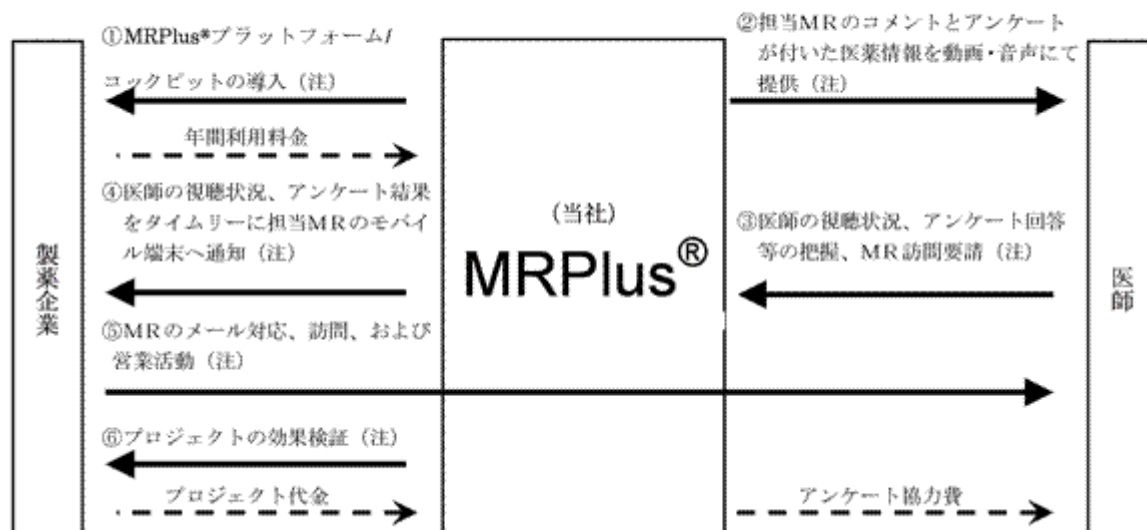 ①MRPlus®プラットフォーム/
コックピットの導入（注）
年間利用料金
④医師の視聴状況、アンケート結果
をタイムリーに担当MRのモバイ
ル端末へ通知（注）
⑤MRのメール対応、訪問、および
営業活動（注）
⑥プロジェクトの効果検証（注）
プロジェクト代金
製薬企業
（当社）
MRPlus®
②担当MRのコメントとアンケート
が付いた医薬情報を動画・音声にて
提供（注）
③医師の視聴状況、アンケート回答
等の把握、MR訪問要請（注）
アンケート協力費
医師